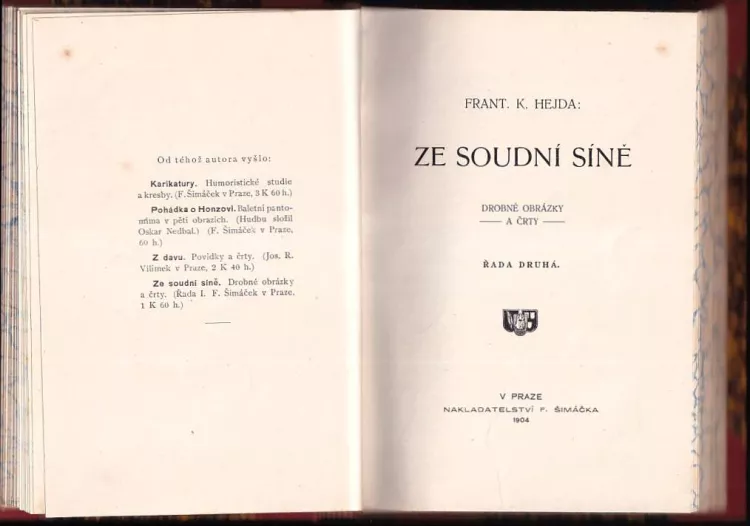 Od téhož autora vyšlo:
Karikatury. Humoristické studie
a kresby. (F. Šimáček v Praze, 3 K 60 h.)
Pohádka o Honzovi. Baletní panto-
mima v pěti obrazích. (Hudbu složil
Oskar Nedbal.) (F. Šimáček v Praze,
60 h.)
Z davu. Povídky a črty. (Jos. R.
Vilímek v Praze, 2 K 40 h.)
Ze soudní síně. Drobné obrázky
a črty. (Řada I. F. Šimáček v Praze.
1 K 60 h.)
FRANT. K. HEJDA:
ZE SOUDNÍ SÍNĚ
DROBNÉ OBRÁZKY
A ČRTY
ŘADA DRUHÁ.
V PRAZE
NAKLADATELSTVÍ F. ŠIMÁČKA
1904